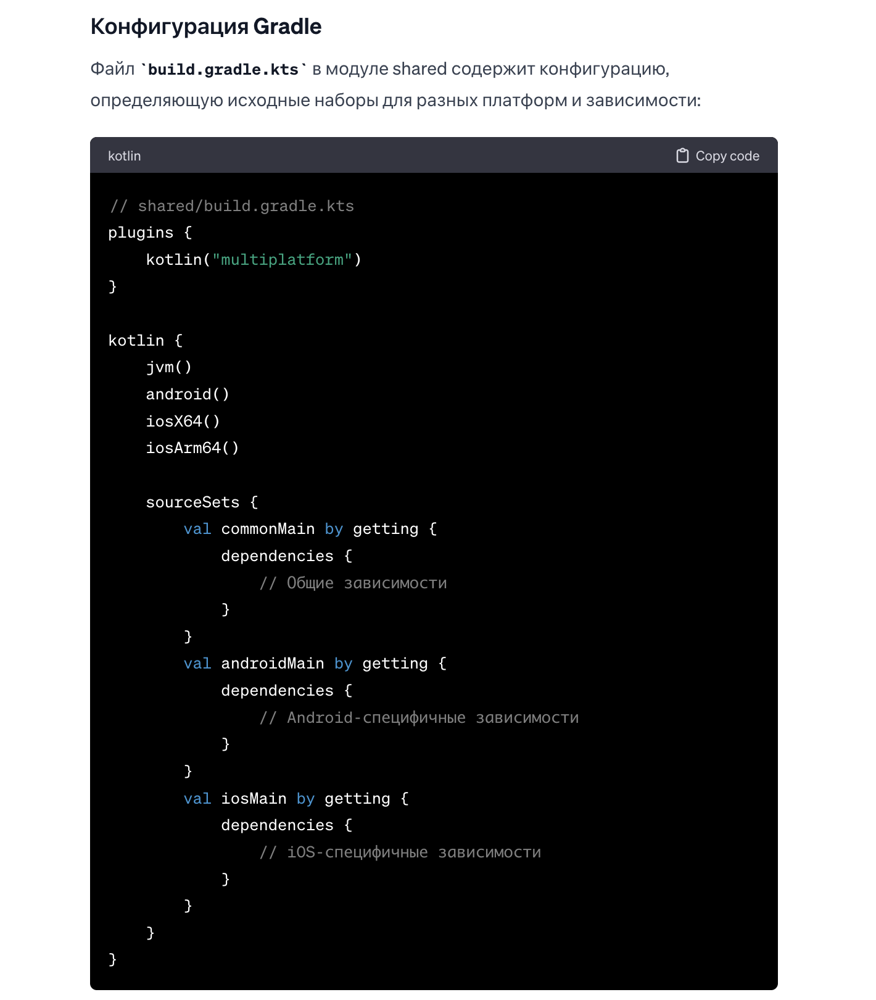 Конфигурация Gradle
Файл `build.gradle.kts` в модуле shared содержит конфигурацию,
определяющую исходные наборы для разных платформ и зависимости:
kotlin
Copy code
// shared/build.gradle.kts
plugins {
    kotlin("multiplatform")
}

kotlin {
    jvm()
    android()
    iosX64()
    iosArm64()

    sourceSets {
        val commonMain by getting {
            dependencies {
                // Общие зависимости
            }
        }
        val androidMain by getting {
            dependencies {
                // Android-специфичные зависимости
            }
        }
        val iosMain by getting {
            dependencies {
                // iOS-специфичные зависимости
            }
        }
    }
}